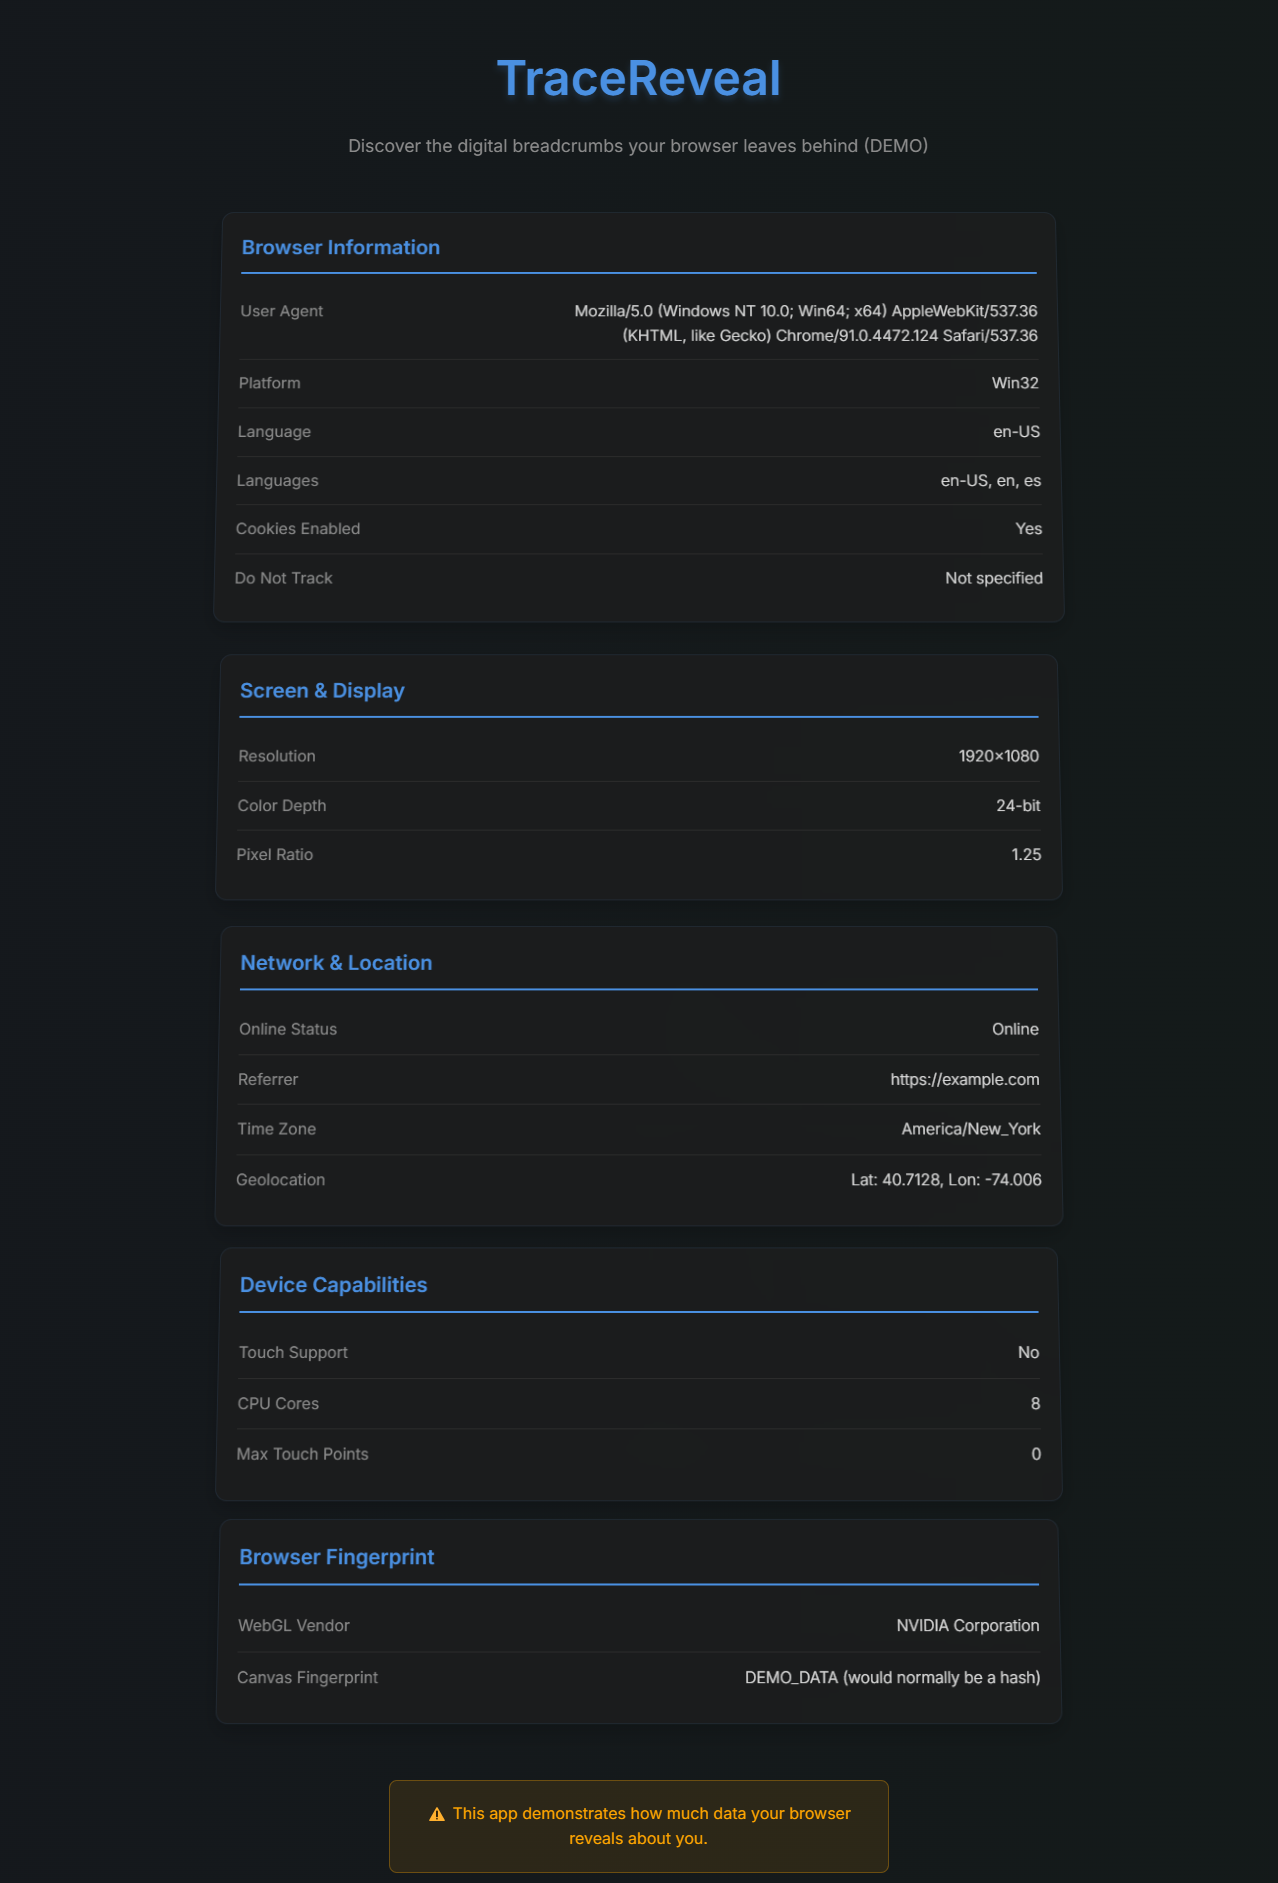 TraceReveal
Discover the digital breadcrumbs your browser leaves behind (DEMO)
Browser Information
User Agent Mozilla/5.0 (Windows NT 10.0; Win64; x64) AppleWebKit/537.36
(KHTML, like Gecko) Chrome/91.0.4472.124 Safari/537.36
Platform Win32
Language en-US
Languages en-US, en, es
Cookies Enabled Yes
Do Not Track Not specified
Screen & Display
Resolution 1920×1080
Color Depth 24-bit
Pixel Ratio 1.25
Network & Location
Online Status Online
Referrer https://example.com
Time Zone America/New_York
Geolocation Lat: 40.7128, Lon: -74.006
Device Capabilities
Touch Support No
CPU Cores 8
Max Touch Points 0
Browser Fingerprint
WebGL Vendor NVIDIA Corporation
Canvas Fingerprint DEMO_DATA (would normally be a hash)
⚠ This app demonstrates how much data your browser
reveals about you.